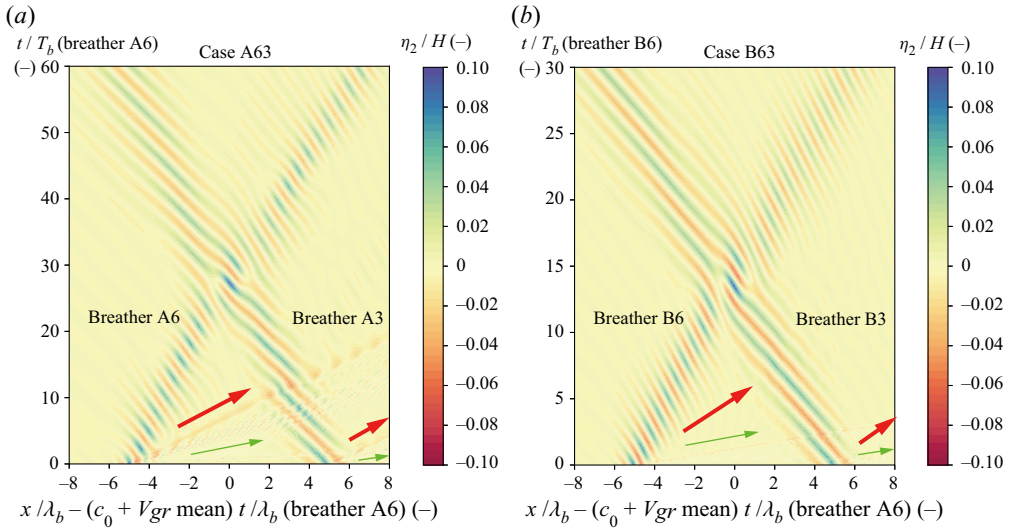 (a)
t / T_b (breather A6)
(–)
Case A63
η_2 / H (–)
60
50
40
30
20
10
0
0.10
0.08
0.06
0.04
0.02
0
–0.02
–0.04
–0.06
–0.08
–0.10
Breather A6
Breather A3
–8 –6 –4 –2 0 2 4 6 8
x /λ_b – (c_0 + Vgr mean) t /λ_b (breather A6) (–)
(b)
t / T_b (breather B6)
(–)
Case B63
η_2 / H (–)
30
25
20
15
10
5
0
0.10
0.08
0.06
0.04
0.02
0
–0.02
–0.04
–0.06
–0.08
–0.10
Breather B6
Breather B3
–8 –6 –4 –2 0 2 4 6 8
x /λ_b – (c_0 + Vgr mean) t /λ_b (breather A6) (–)